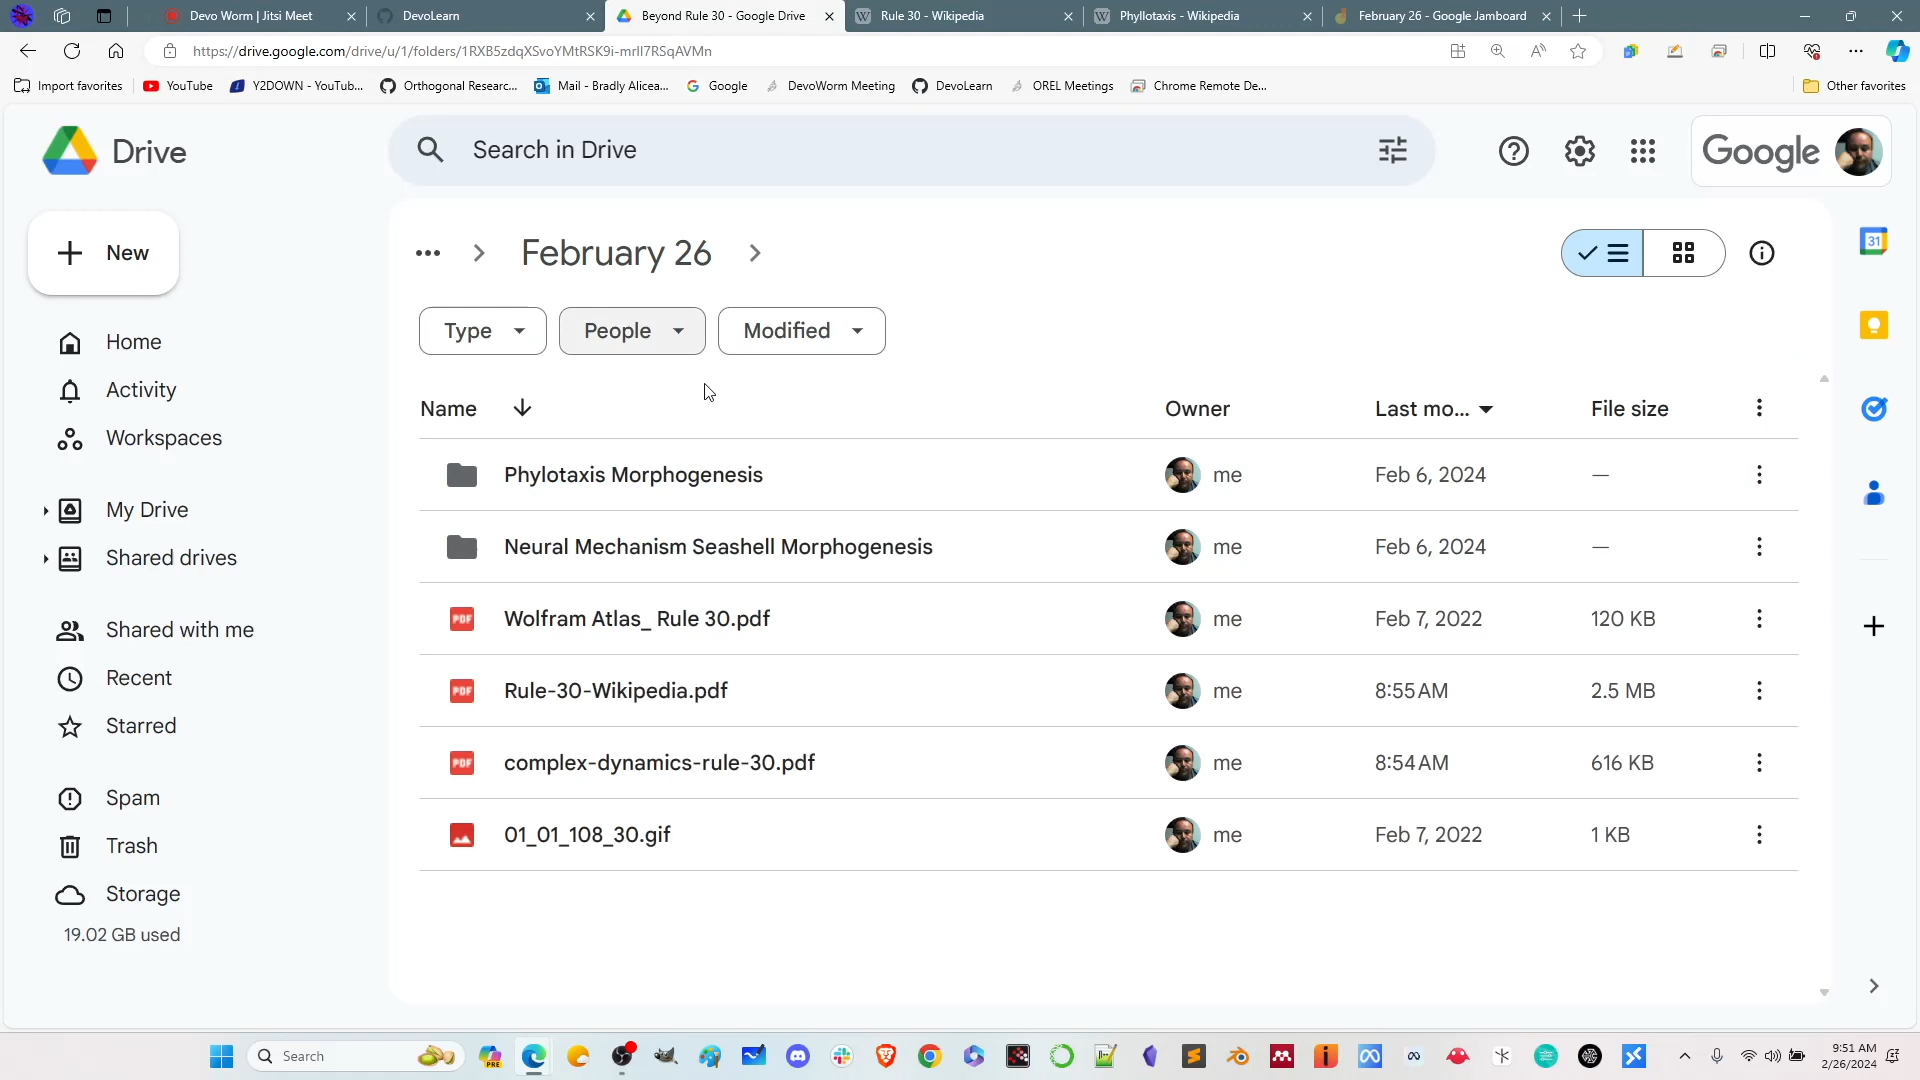 Devo Worm | Jitsi Meet
DevoLearn
Beyond Rule 30 - Google Drive
Rule 30 - Wikipedia
Phyllotaxis - Wikipedia
February 26 - Google Jamboard
https://drive.google.com/drive/u/1/folders/1RXB5zdqXSvoYMtRSK9i-mrlI7RSqAVMn
Import favorites
YouTube
Y2DOWN - YouTub...
Orthogonal Researc...
Mail - Bradly Alicea...
Google
DevoWorm Meeting
DevoLearn
OREL Meetings
Chrome Remote De...
Other favorites
Drive
Search in Drive
Google
New
February 26
Type
People
Modified
Home
Activity
Workspaces
My Drive
Shared drives
Shared with me
Recent
Starred
Spam
Trash
Storage
19.02 GB used
Name Owner Last mo... File size
Phylotaxis Morphogenesis me Feb 6, 2024 —
Neural Mechanism Seashell Morphogenesis me Feb 6, 2024 —
PDF Wolfram Atlas_ Rule 30.pdf me Feb 7, 2022 120 KB
PDF Rule-30-Wikipedia.pdf me 8:55 AM 2.5 MB
PDF complex-dynamics-rule-30.pdf me 8:54 AM 616 KB
01_01_108_30.gif me Feb 7, 2022 1 KB
31
Search
PRE
9:51 AM
2/26/2024